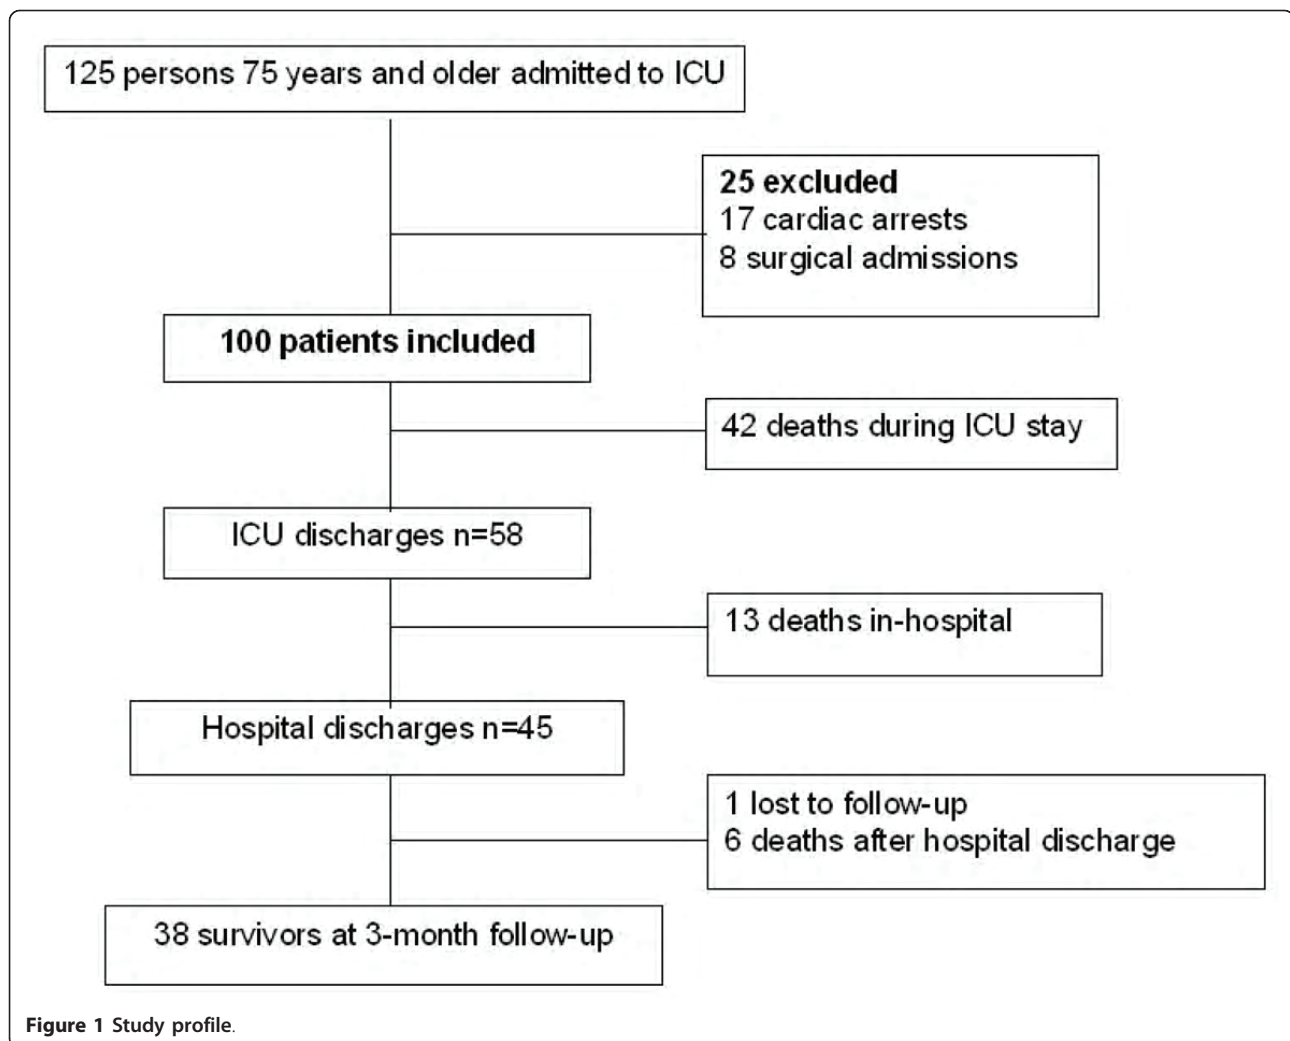 125 persons 75 years and older admitted to ICU
25 excluded
17 cardiac arrests
8 surgical admissions
100 patients included
42 deaths during ICU stay
ICU discharges n=58
13 deaths in-hospital
Hospital discharges n=45
1 lost to follow-up
6 deaths after hospital discharge
38 survivors at 3-month follow-up
Figure 1 Study profile.